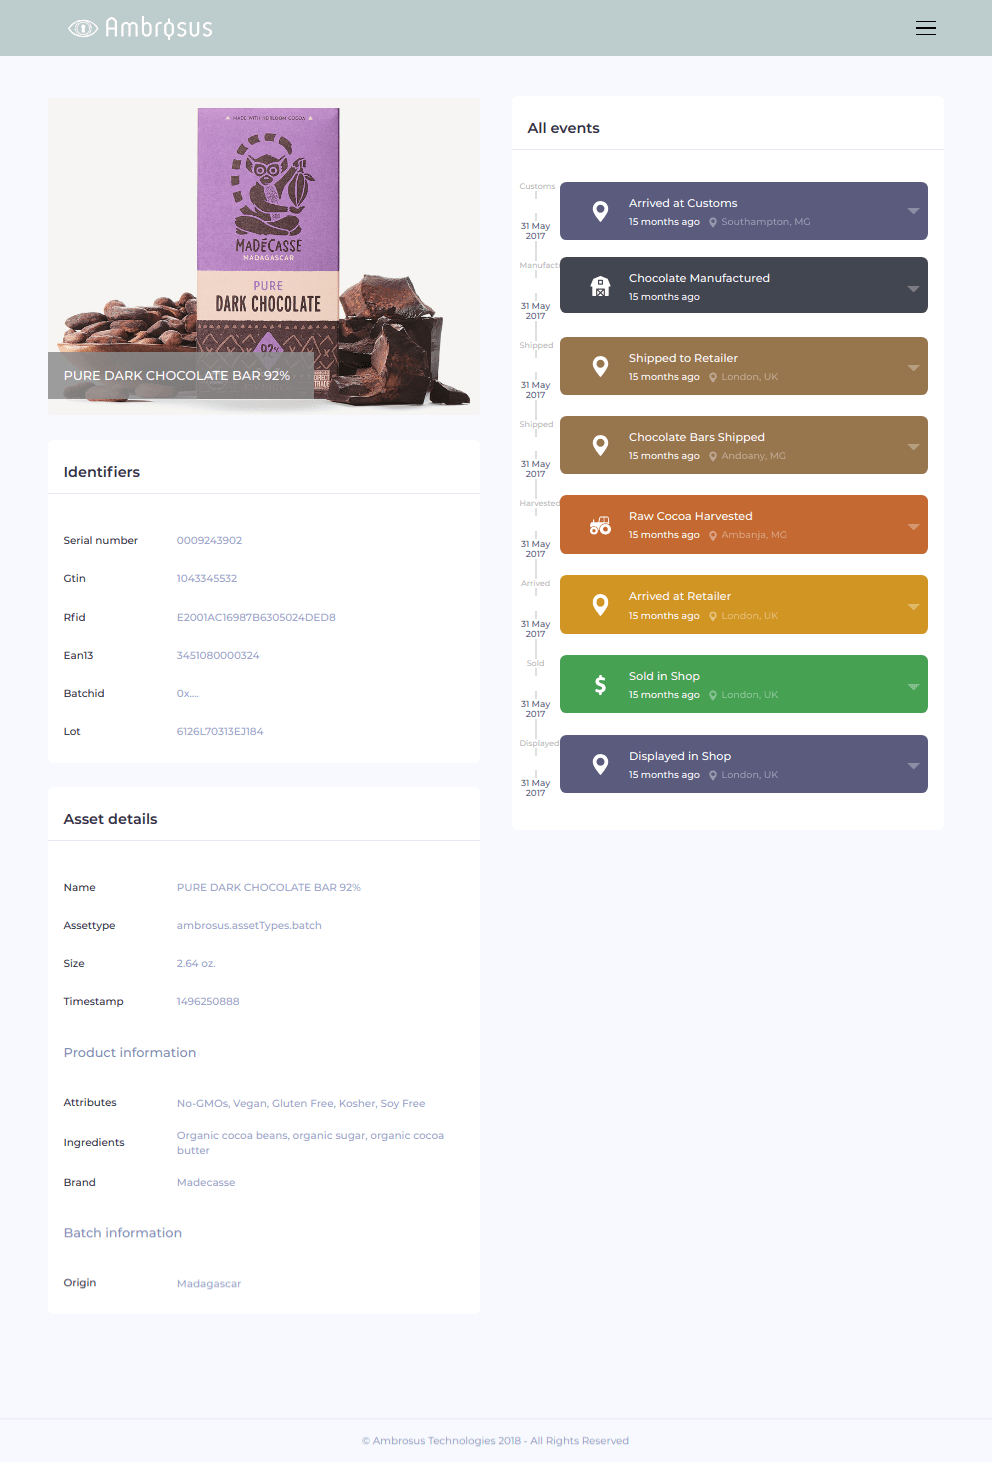 Ambrosus
MADE WITH HEIRLOOM COCOA
MADÉCASSE
MADAGASCAR
PURE
DARK CHOCOLATE
92%
DIRECT
TRADE
PURE DARK CHOCOLATE BAR 92%
Identifiers
Serial number 0009243902
Gtin 1043345532
Rfid E2001AC16987B6305024DED8
Ean13 3451080000324
Batchid 0x....
Lot 6126L70313EJ184
Asset details
Name PURE DARK CHOCOLATE BAR 92%
Assettype ambrosus.assetTypes.batch
Size 2.64 oz.
Timestamp 1496250888
Product information
Attributes No-GMOs, Vegan, Gluten Free, Kosher, Soy Free
Ingredients Organic cocoa beans, organic sugar, organic cocoa
butter
Brand Madecasse
Batch information
Origin Madagascar
All events
Customs
31 May
2017
Arrived at Customs
15 months ago Southampton, MG
Manufact
31 May
2017
Chocolate Manufactured
15 months ago
Shipped
31 May
2017
Shipped to Retailer
15 months ago London, UK
Shipped
31 May
2017
Chocolate Bars Shipped
15 months ago Andoany, MG
Harvested
31 May
2017
Raw Cocoa Harvested
15 months ago Ambanja, MG
Arrived
31 May
2017
Arrived at Retailer
15 months ago London, UK
Sold
31 May
2017
Sold in Shop
15 months ago London, UK
Displayed
31 May
2017
Displayed in Shop
15 months ago London, UK
© Ambrosus Technologies 2018 - All Rights Reserved